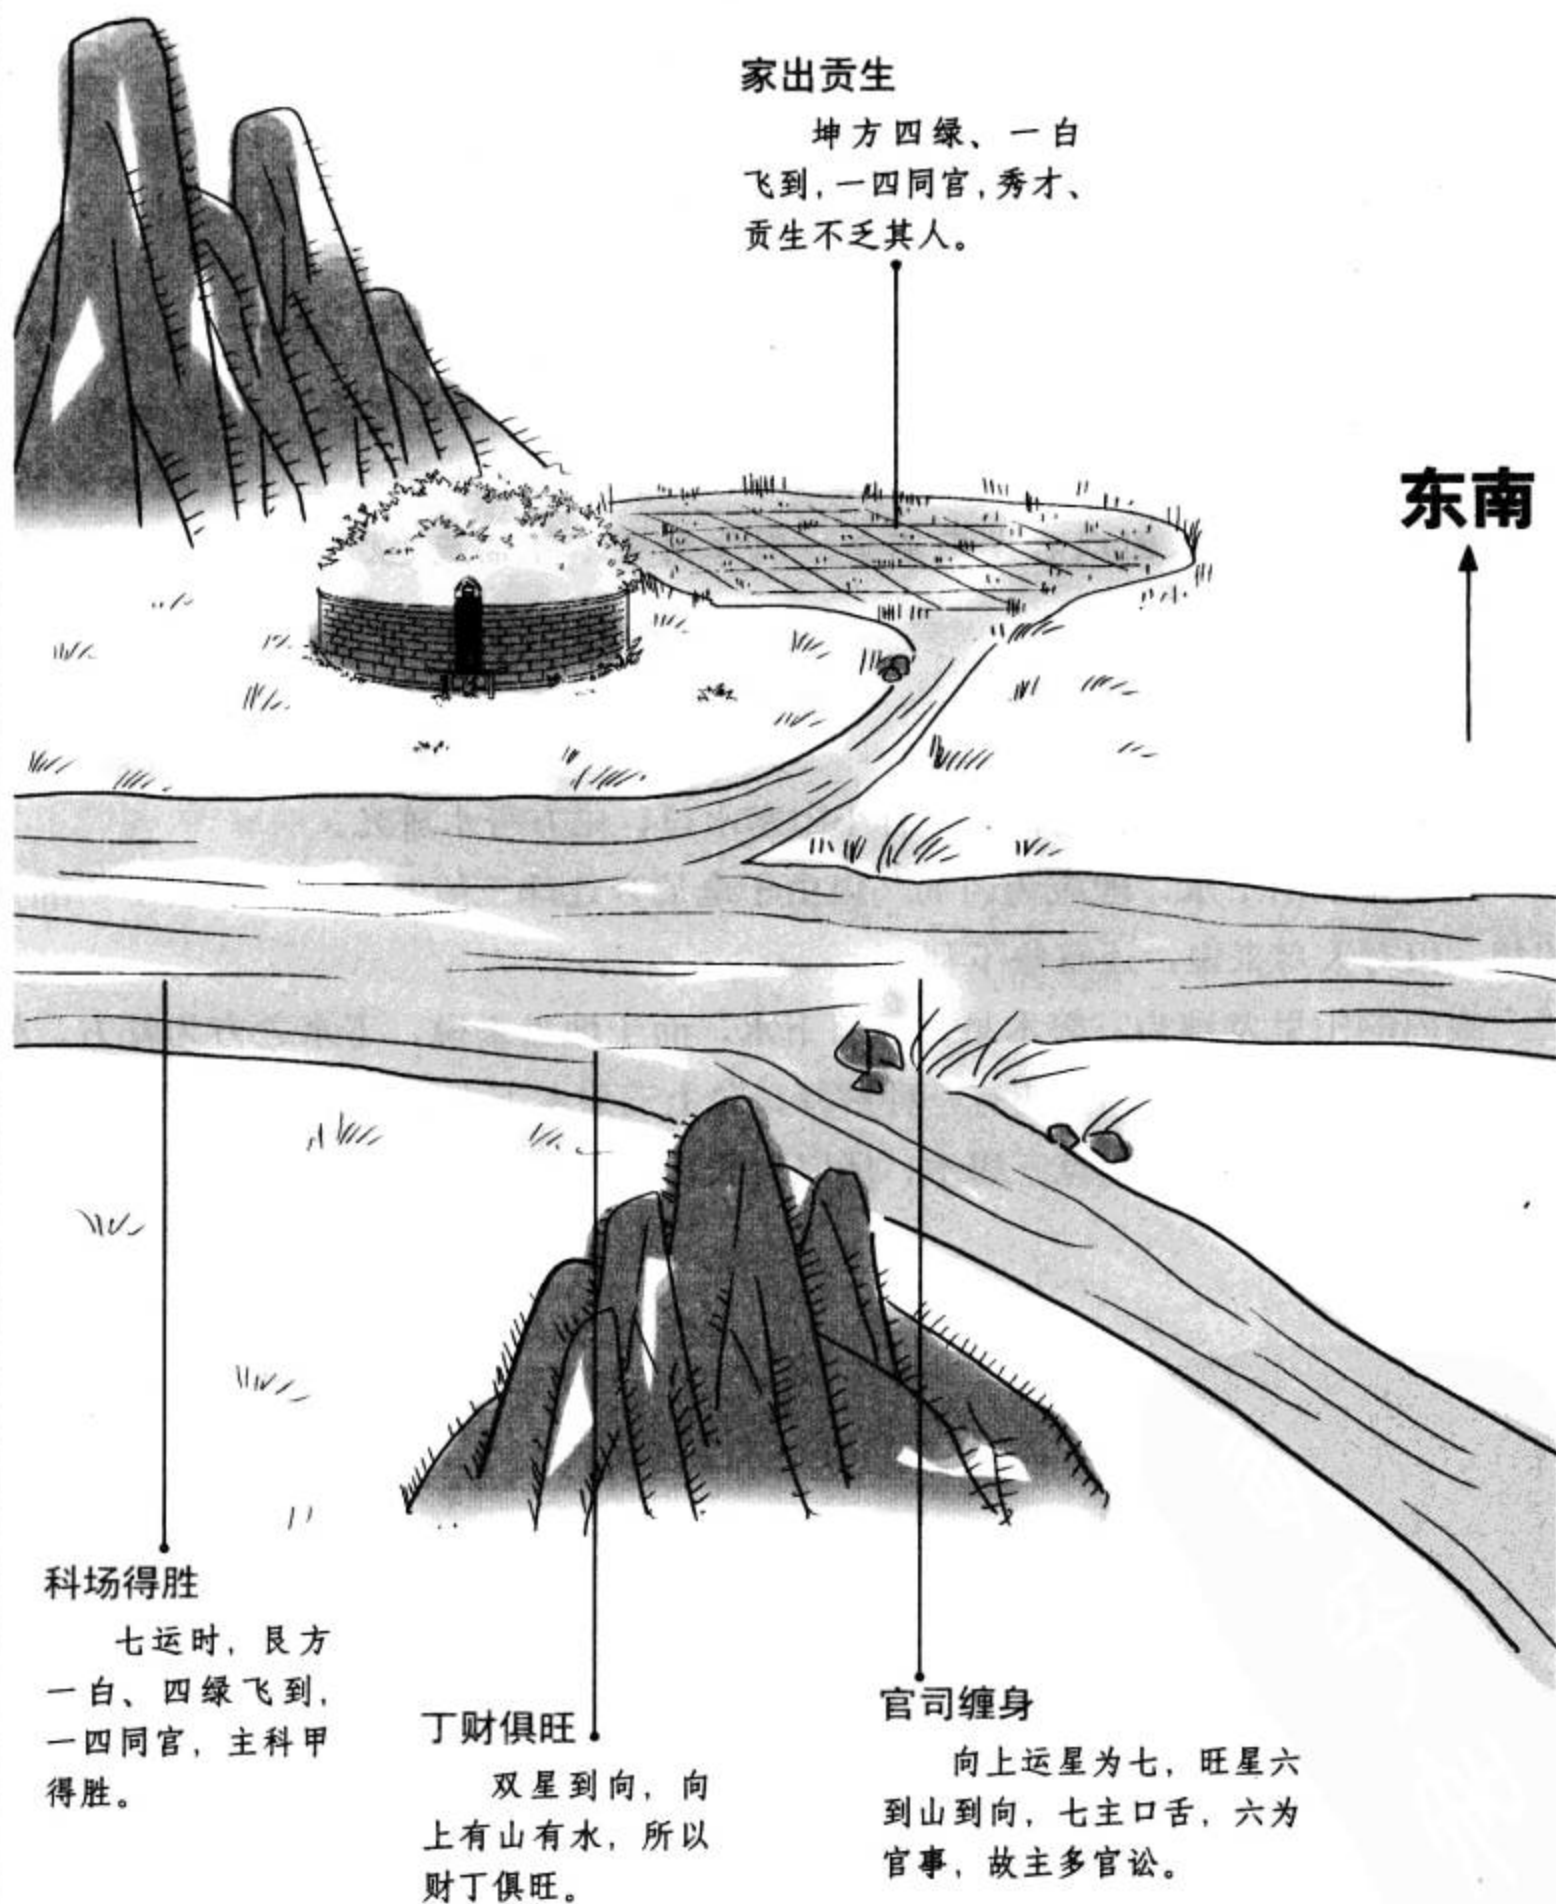 家出贡生
坤方四绿、一白
飞到,一四同官,秀才、
贡生不乏其人。
东南
科场得胜
七运时,艮方
一白、四绿飞到,
一四同官,主科甲
得胜。
丁财俱旺
双星到向,向
上有山有水,所以
财丁俱旺。
官司缠身
向上运星为七,旺星六
到山到向,七主口舌,六为
官事,故主多官讼。